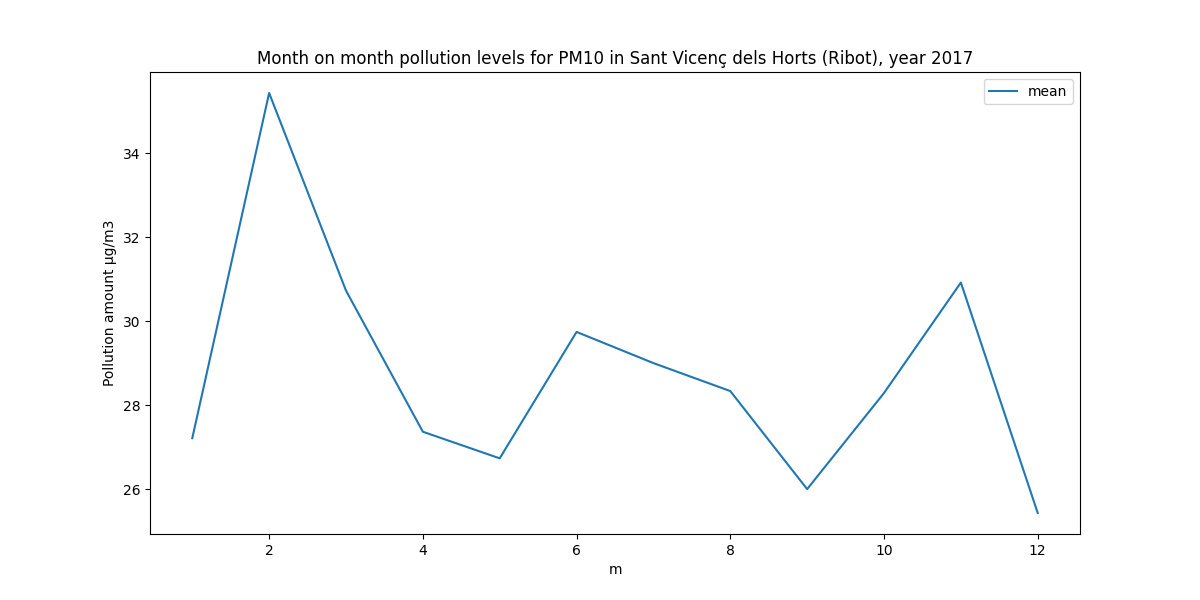 Month on month pollution levels for PM10 in Sant Vicenç dels Horts (Ribot), year 2017
mean
Pollution amount µg/m3
34
32
30
28
26
2 4 6 8 10 12
m